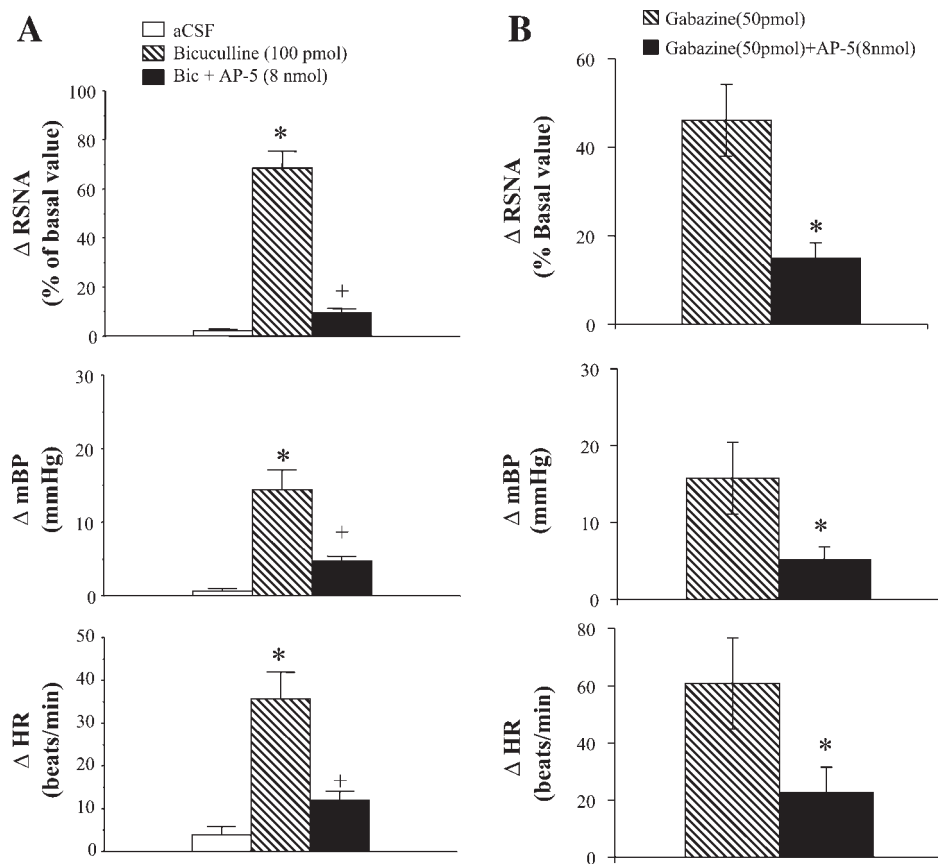 A
aCSF
Bicuculline (100 pmol)
Bic + AP-5 (8 nmol)
Δ RSNA
(% of basal value)
100
80
60
40
20
0
*
+
Δ mBP
(mmHg)
30
20
10
0
*
+
Δ HR
(beats/min)
50
40
30
20
10
0
*
+
B
Gabazine(50pmol)
Gabazine(50pmol)+AP-5(8nmol)
Δ RSNA
(% Basal value)
60
40
20
0
*
Δ mBP
(mmHg)
30
20
10
0
*
Δ HR
(beats/min)
80
60
40
20
0
*